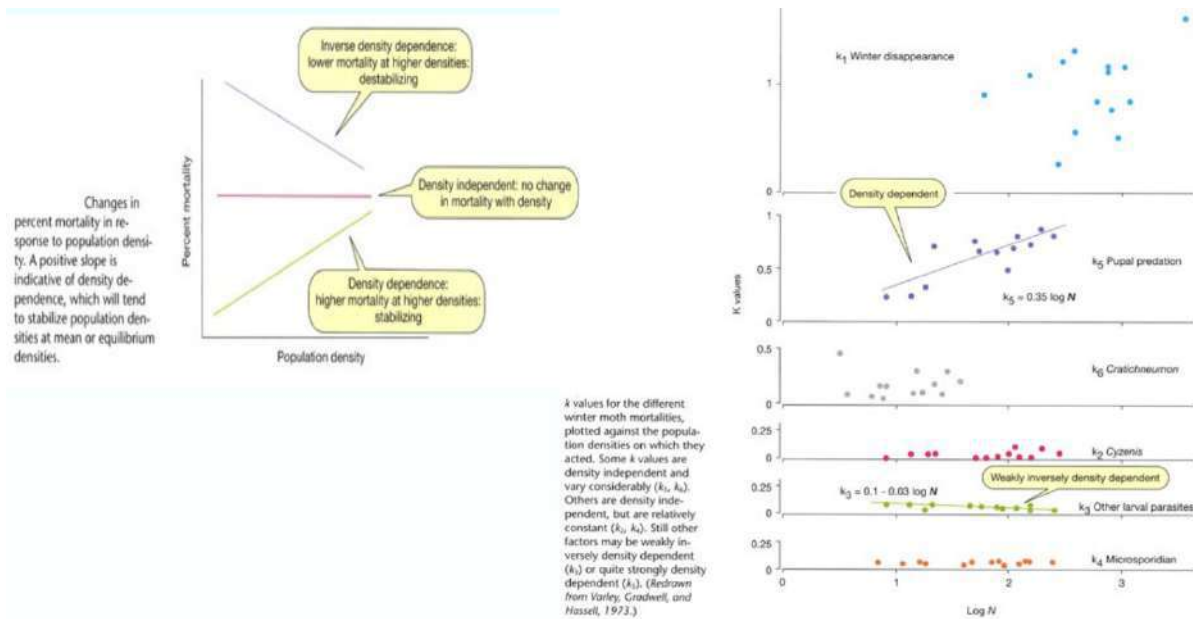 Inverse density dependence:
lower mortality at higher densities:
destabilizing
Percent mortality
Density independent: no change
in mortality with density
Density dependence:
higher mortality at higher densities:
stabilizing
Population density
Changes in
percent mortality in re-
sponse to population densi-
ty. A positive slope is
indicative of density de-
pendence, which will tend
to stabilize population den-
sities at mean or equilibrium
densities.
k values for the different
winter moth mortalities,
plotted against the popula-
tion densities on which they
acted. Some k values are
density independent and
vary considerably (k₁, k₆).
Others are density inde-
pendent, but are relatively
constant (k₂, k₄). Still other
factors may be weakly in-
versely density dependent
(k₃) or quite strongly density
dependent (k₅). (Redrawn
from Varley, Gradwell, and
Hassell, 1973.)
k₁ Winter disappearance
1
0
Density dependent
1
0.5
0
k₅ Pupal predation
k₅ = 0.35 log N
K values
0.5
0
k₆ Cratichneumon
0.25
0
k₂ Cyzenis
Weakly inversely density dependent
0.25
0
k₃ = 0.1 - 0.03 log N
k₃ Other larval parasites
0.25
0
k₄ Microsporidian
0 1 2 3
Log N